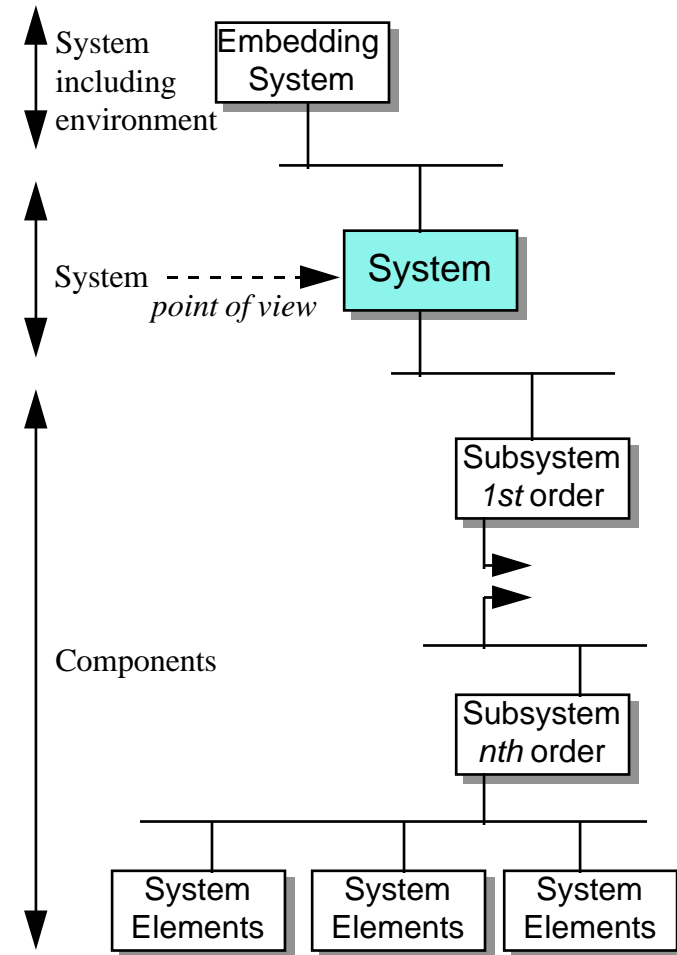 System
including
environment
Embedding
System
System
point of view
System
Subsystem
1st order
Components
Subsystem
nth order
System
Elements
System
Elements
System
Elements